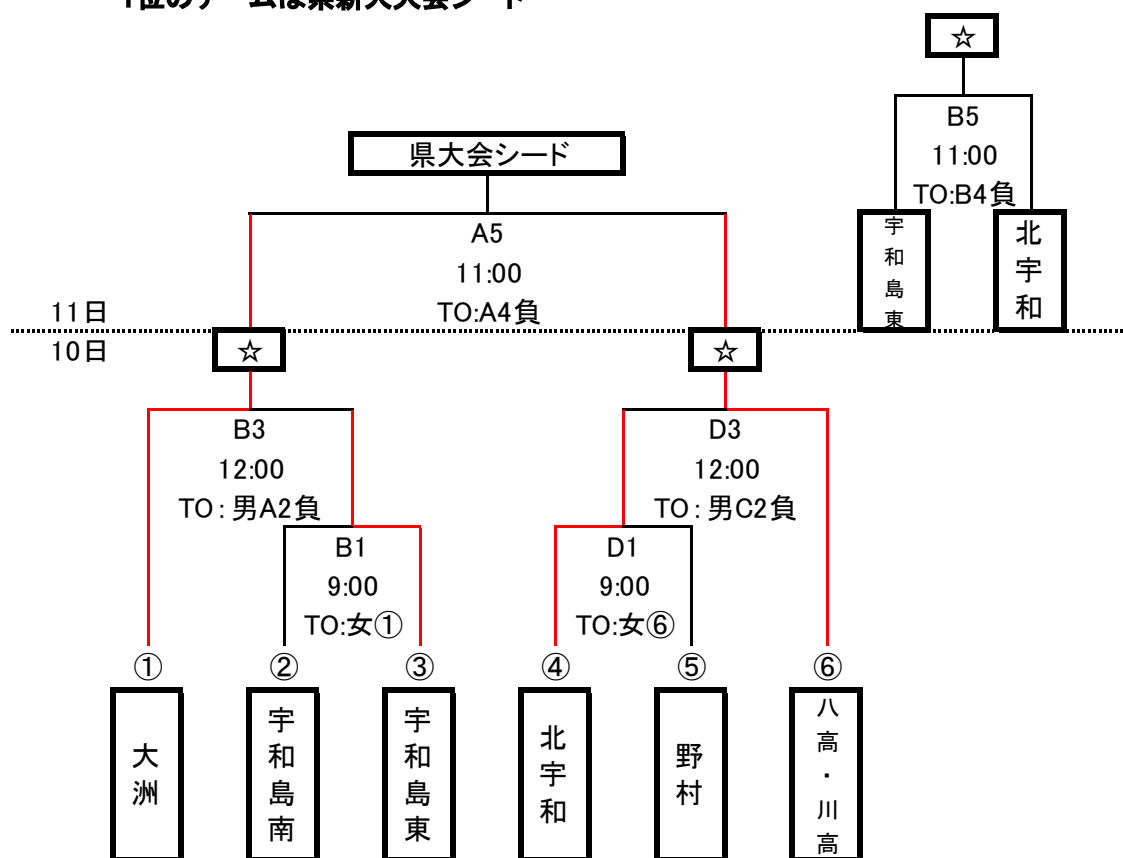 ☆
B5
11:00
TO:B4負
宇和島東
北宇和
県大会シード
A5
11:00
TO:A4負
11日
10日
☆
☆
B3
12:00
TO：男A2負
D3
12:00
TO：男C2負
B1
9:00
TO:女①
D1
9:00
TO:女⑥
①
②
③
④
⑤
⑥
大洲
宇和島南
宇和島東
北宇和
野村
八高・川高